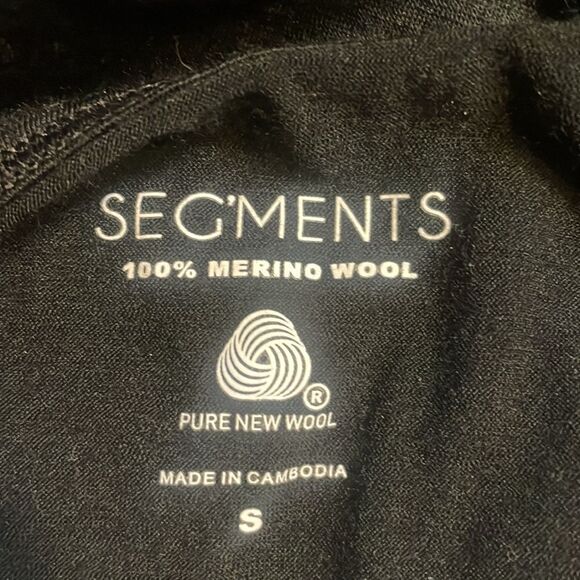 SEG'MENTS
100% MERINO WOOL
®
PURE NEW WOOL
MADE IN CAMBODIA
S